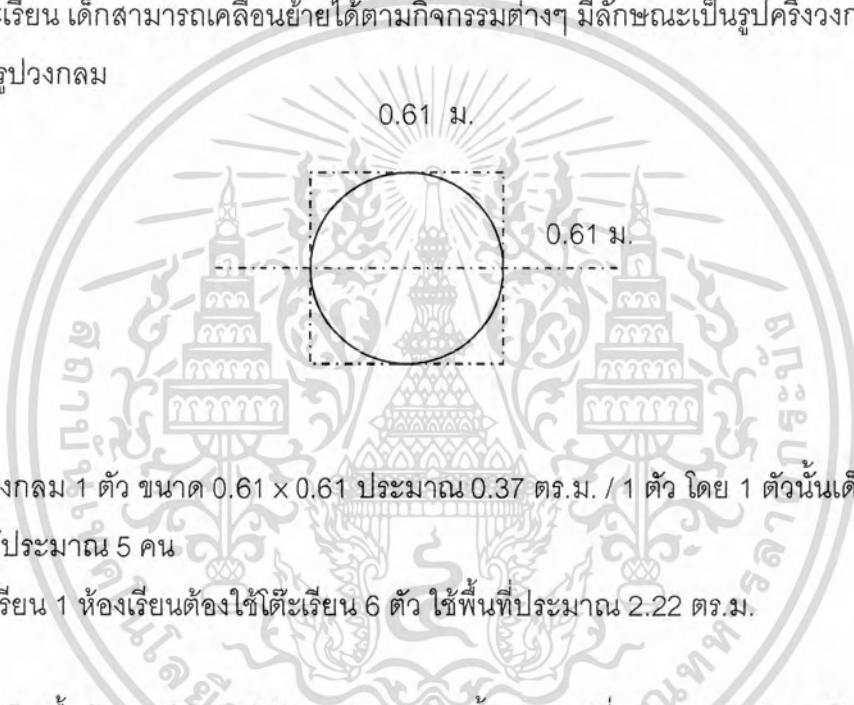 ะเรียน เด็กสามารถเคลื่อนย้ายได้ตามกิจกรรมต่างๆ มีลักษณะเป็นรูปครึ่งวงก
รูปวงกลม
0.61 ม.
0.61 ม.
งกลม 1 ตัว ขนาด 0.61 x 0.61 ประมาณ 0.37 ตร.ม. / 1 ตัว โดย 1 ตัวนั้นเด็
ประมาณ 5 คน
รียน 1 ห้องเรียนต้องใช้โต๊ะเรียน 6 ตัว ใช้พื้นที่ประมาณ 2.22 ตร.ม.